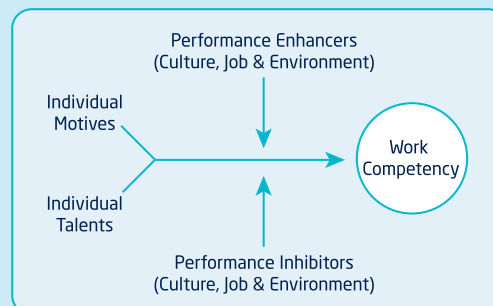 Performance Enhancers
(Culture, Job & Environment)
Individual
Motives
Work
Competency
Individual
Talents
Performance Inhibitors
(Culture, Job & Environment)